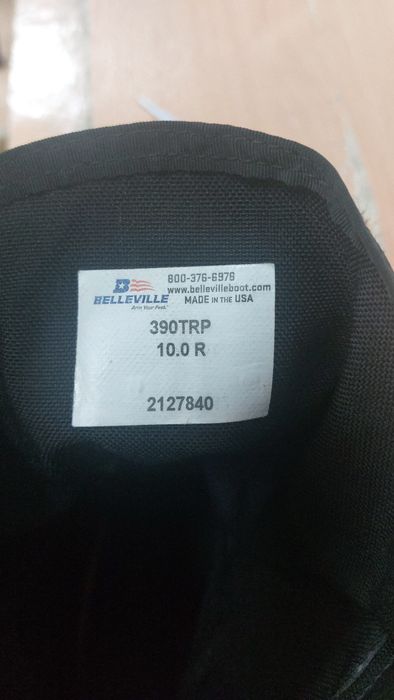 800-376-6976
www.bellevilleboot.com
BELLEVILLE MADE IN THE USA
Arm Your Feet.
390TRP
10.0 R
2127840